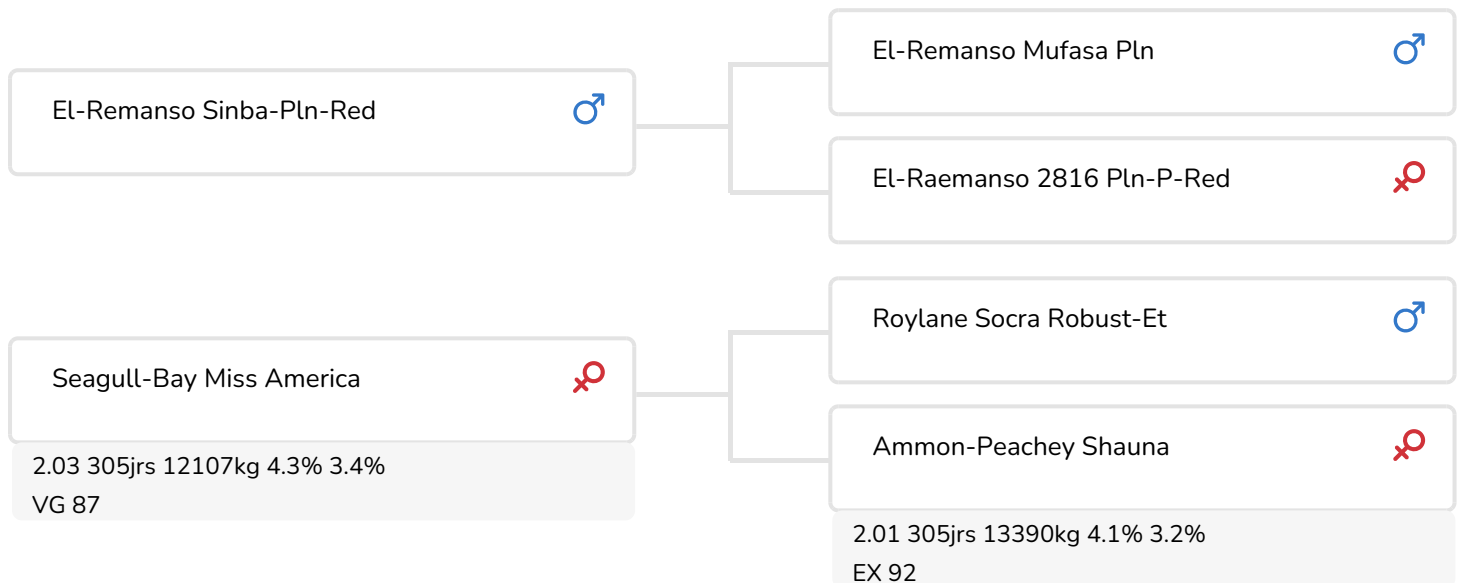 El-Remanso Sinba-Pln-Red
El-Remanso Mufasa Pln
El-Raemanso 2816 Pln-P-Red
Seagull-Bay Miss America
2.03 305jrs 12107kg 4.3% 3.4%
VG 87
Roylane Socra Robust-Et
Ammon-Peachey Shauna
2.01 305jrs 13390kg 4.1% 3.2%
EX 92